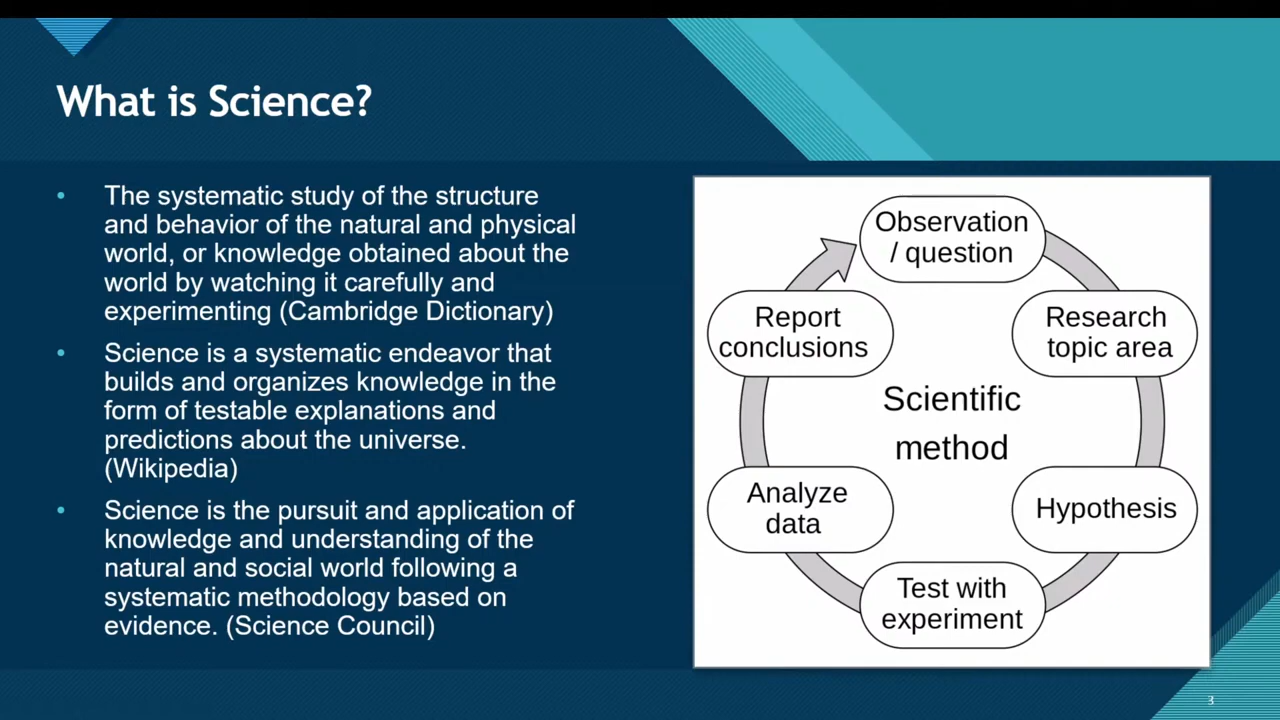 What is Science?
• The systematic study of the structure
and behavior of the natural and physical
world, or knowledge obtained about the
world by watching it carefully and
experimenting (Cambridge Dictionary)
• Science is a systematic endeavor that
builds and organizes knowledge in the
form of testable explanations and
predictions about the universe.
(Wikipedia)
• Science is the pursuit and application of
knowledge and understanding of the
natural and social world following a
systematic methodology based on
evidence. (Science Council)
Observation
/ question
Research
topic area
Hypothesis
Test with
experiment
Analyze
data
Report
conclusions
Scientific
method
3